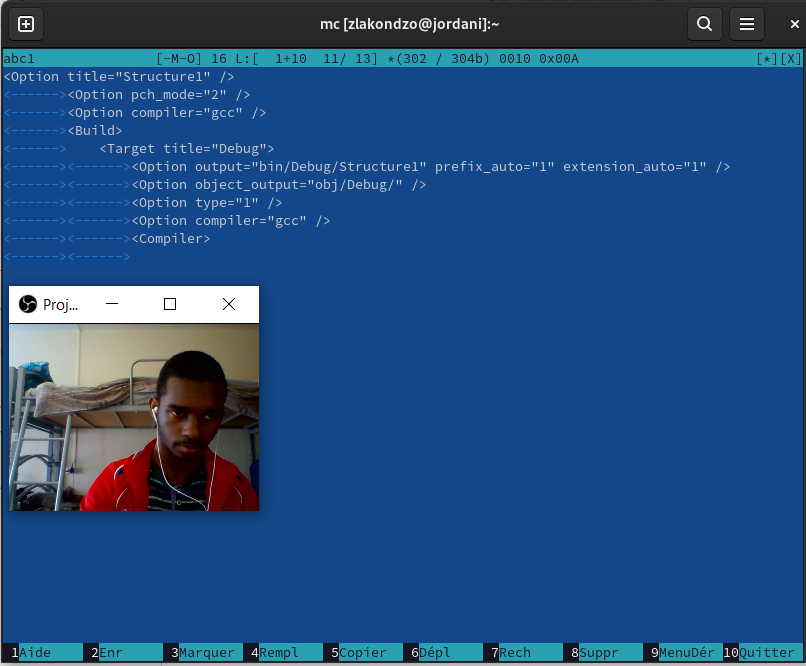 mc [zlakondzo@jordani]:~
abc1 [-M-O] 16 L:[ 1+10 11/ 13] *(302 / 304b) 0010 0x00A [*][X]
<Option title="Structure1" />
<------><Option pch_mode="2" />
<------><Option compiler="gcc" />
<------><Build>
<------>    <Target title="Debug">
<------><------><Option output="bin/Debug/Structure1" prefix_auto="1" extension_auto="1" />
<------><------><Option object_output="obj/Debug/" />
<------><------><Option type="1" />
<------><------><Option compiler="gcc" />
<------><------><Compiler>
<------><------>
Proj...
1Aide 2Enr 3Marquer 4Rempl 5Copier 6Dépl 7Rech 8Suppr 9MenuDér 10Quitter